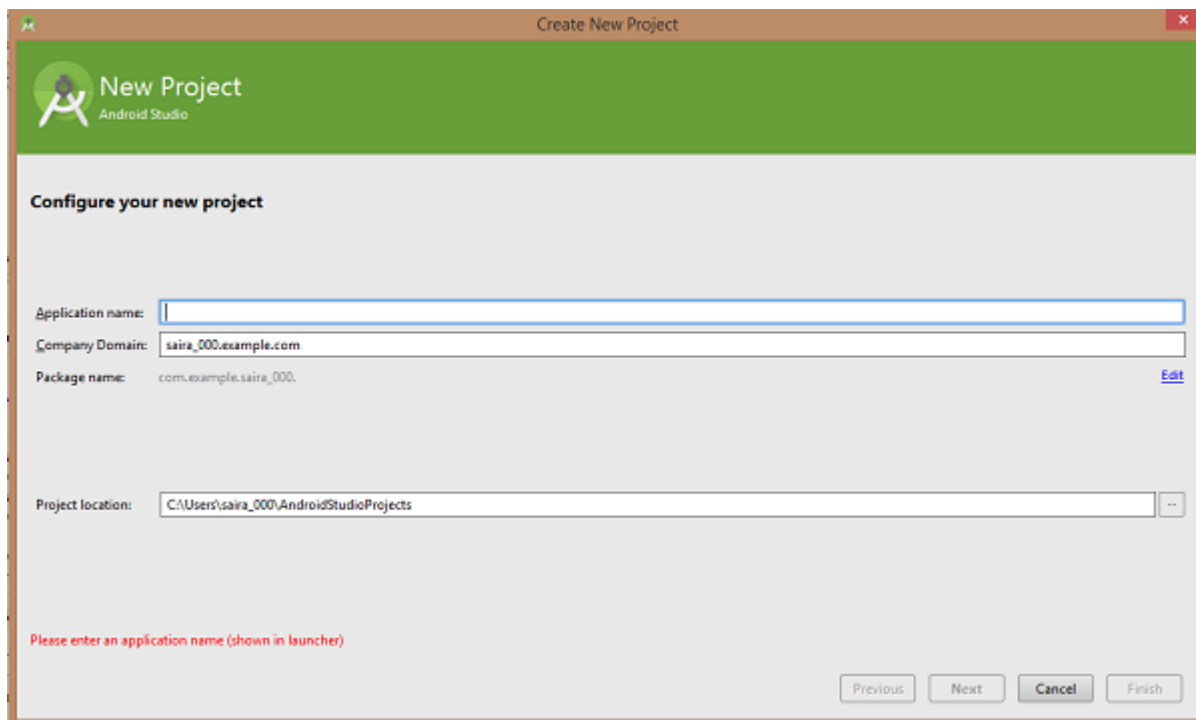 Create New Project
New Project
Android Studio
Configure your new project
Application name:
Company Domain: saira_000.example.com
Package name: com.example.saira_000. Edit
Project location: C:\Users\saira_000\AndroidStudioProjects ...
Please enter an application name (shown in launcher)
Previous Next Cancel Finish